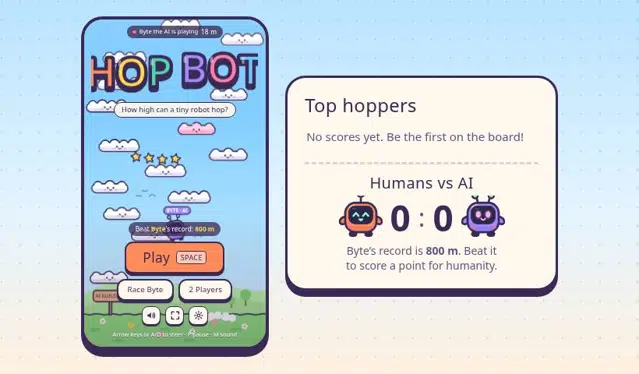 Byte the AI is playing 18 m
HOP BOT
How high can a tiny robot hop?
BYTE · AI
Beat Byte's record: 800 m
Play SPACE
Race Byte
2 Players
Top hoppers
No scores yet. Be the first on the board!
Humans vs AI
0 : 0
Byte's record is 800 m. Beat it
to score a point for humanity.